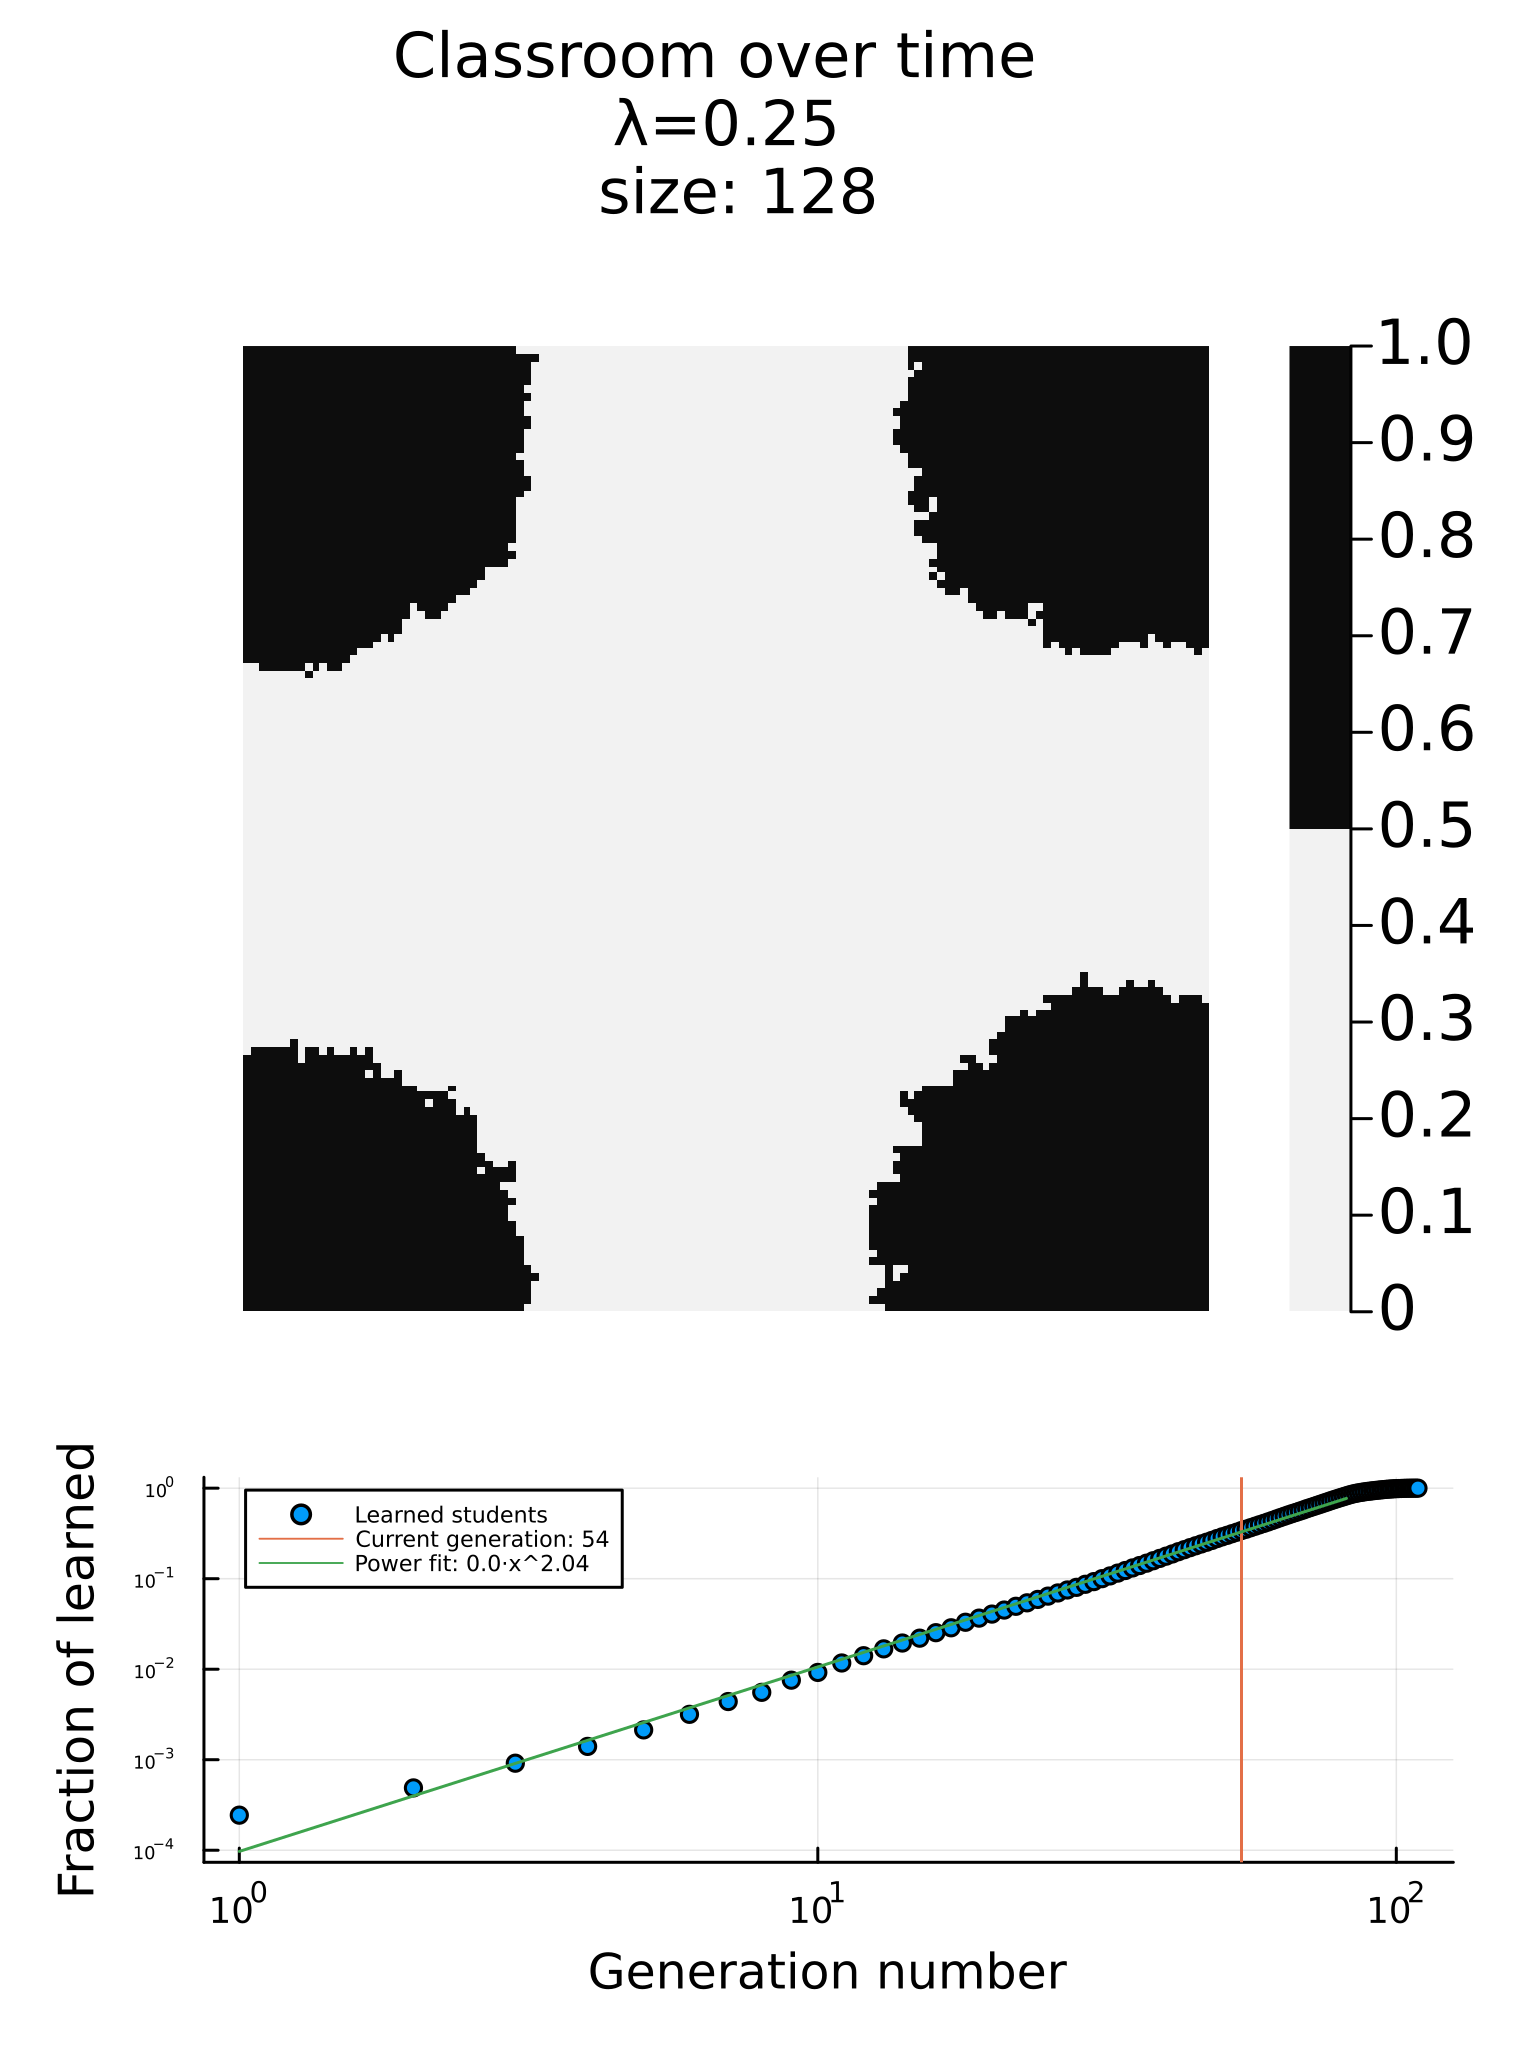 Classroom over time
λ=0.25
size: 128
1.0
0.9
0.8
0.7
0.6
0.5
0.4
0.3
0.2
0.1
0
Fraction of learned
10^0
10^-1
10^-2
10^-3
10^-4
Learned students
Current generation: 54
Power fit: 0.0·x^2.04
10^0
10^1
10^2
Generation number